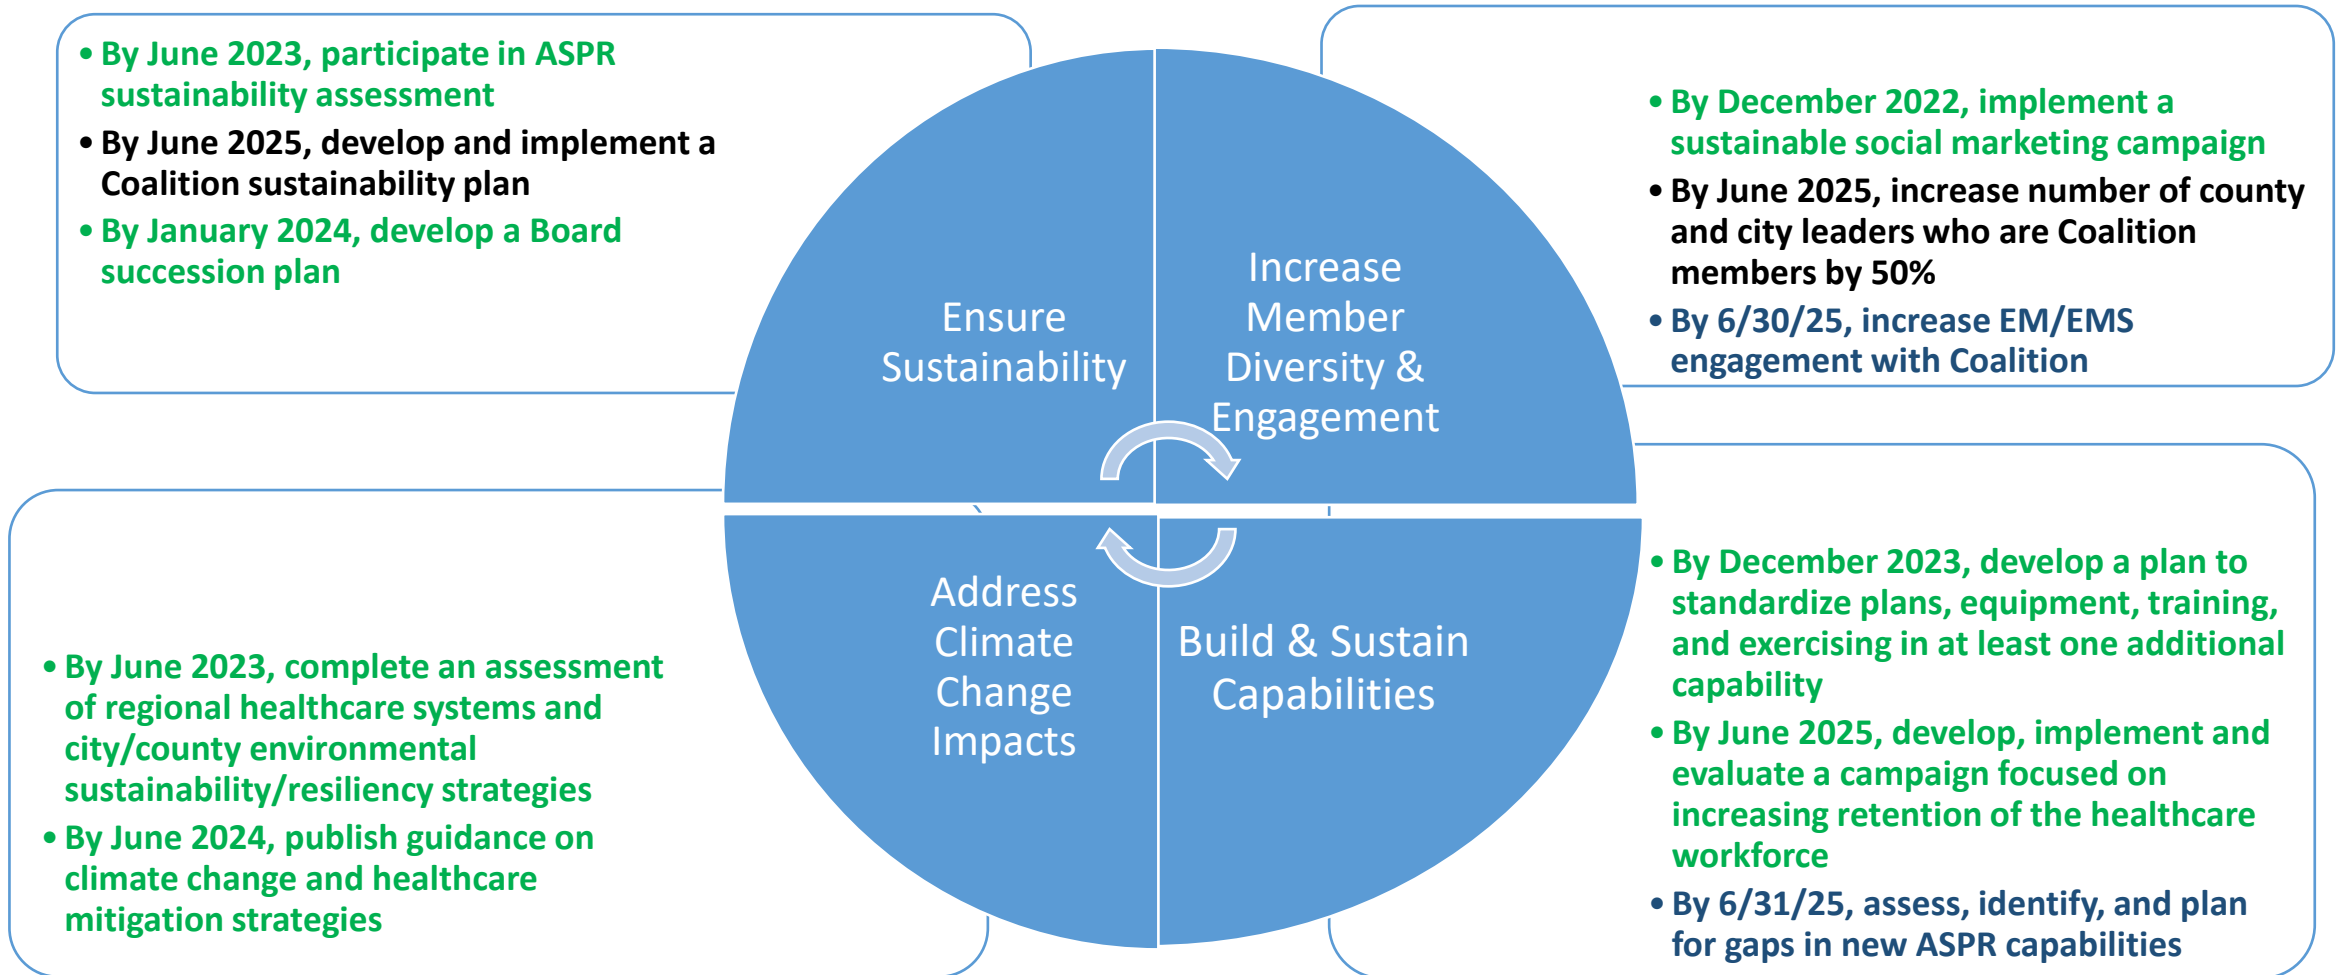 • By June 2023, participate in ASPR
sustainability assessment
• By June 2025, develop and implement a
Coalition sustainability plan
• By January 2024, develop a Board
succession plan
• By December 2022, implement a
sustainable social marketing campaign
• By June 2025, increase number of county
and city leaders who are Coalition
members by 50%
• By 6/30/25, increase EM/EMS
engagement with Coalition
Ensure
Sustainability
Increase
Member
Diversity &
Engagement
Address
Climate
Change
Impacts
Build & Sustain
Capabilities
• By June 2023, complete an assessment
of regional healthcare systems and
city/county environmental
sustainability/resiliency strategies
• By June 2024, publish guidance on
climate change and healthcare
mitigation strategies
• By December 2023, develop a plan to
standardize plans, equipment, training,
and exercising in at least one additional
capability
• By June 2025, develop, implement and
evaluate a campaign focused on
increasing retention of the healthcare
workforce
• By 6/31/25, assess, identify, and plan
for gaps in new ASPR capabilities